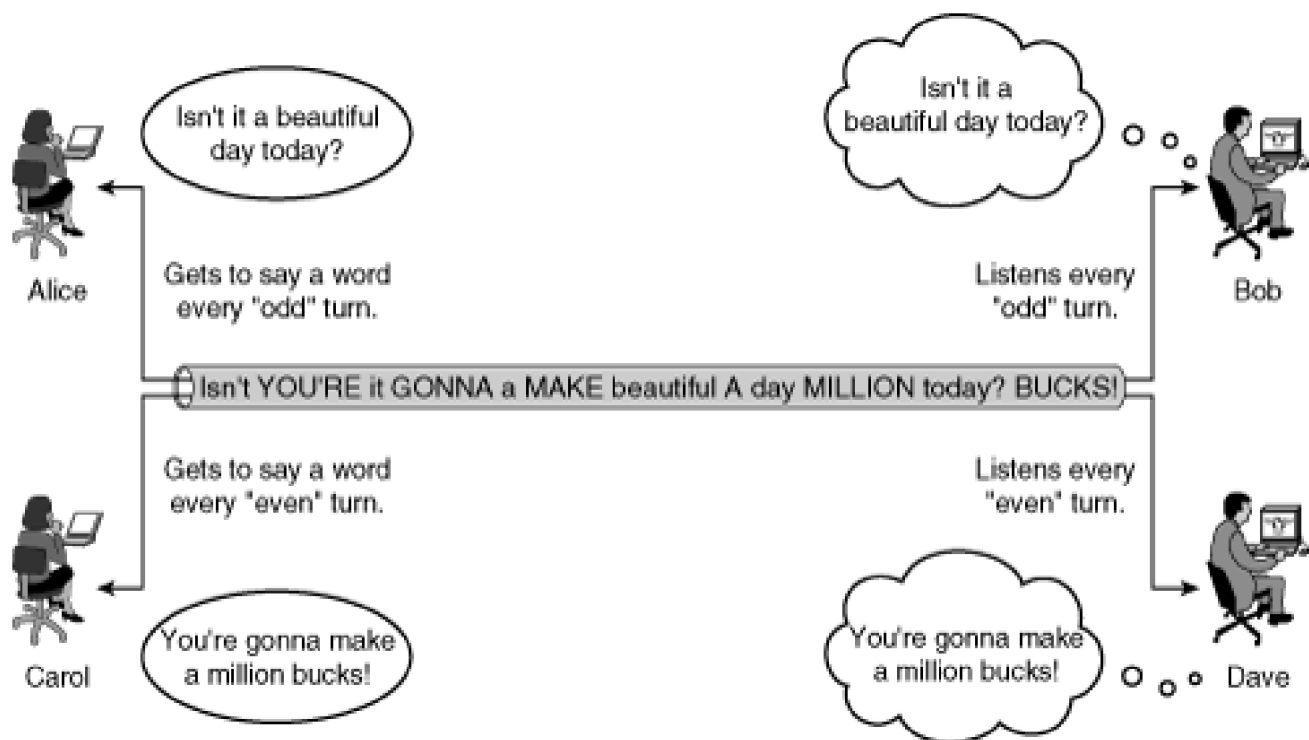 Isn't it a beautiful
day today?
Isn't it a
beautiful day today?
Alice
Gets to say a word
every "odd" turn.
Listens every
"odd" turn.
Bob
Isn't YOU'RE it GONNA a MAKE beautiful A day MILLION today? BUCKS!
Gets to say a word
every "even" turn.
Listens every
"even" turn.
Carol
You're gonna make
a million bucks!
You're gonna make
a million bucks!
Dave